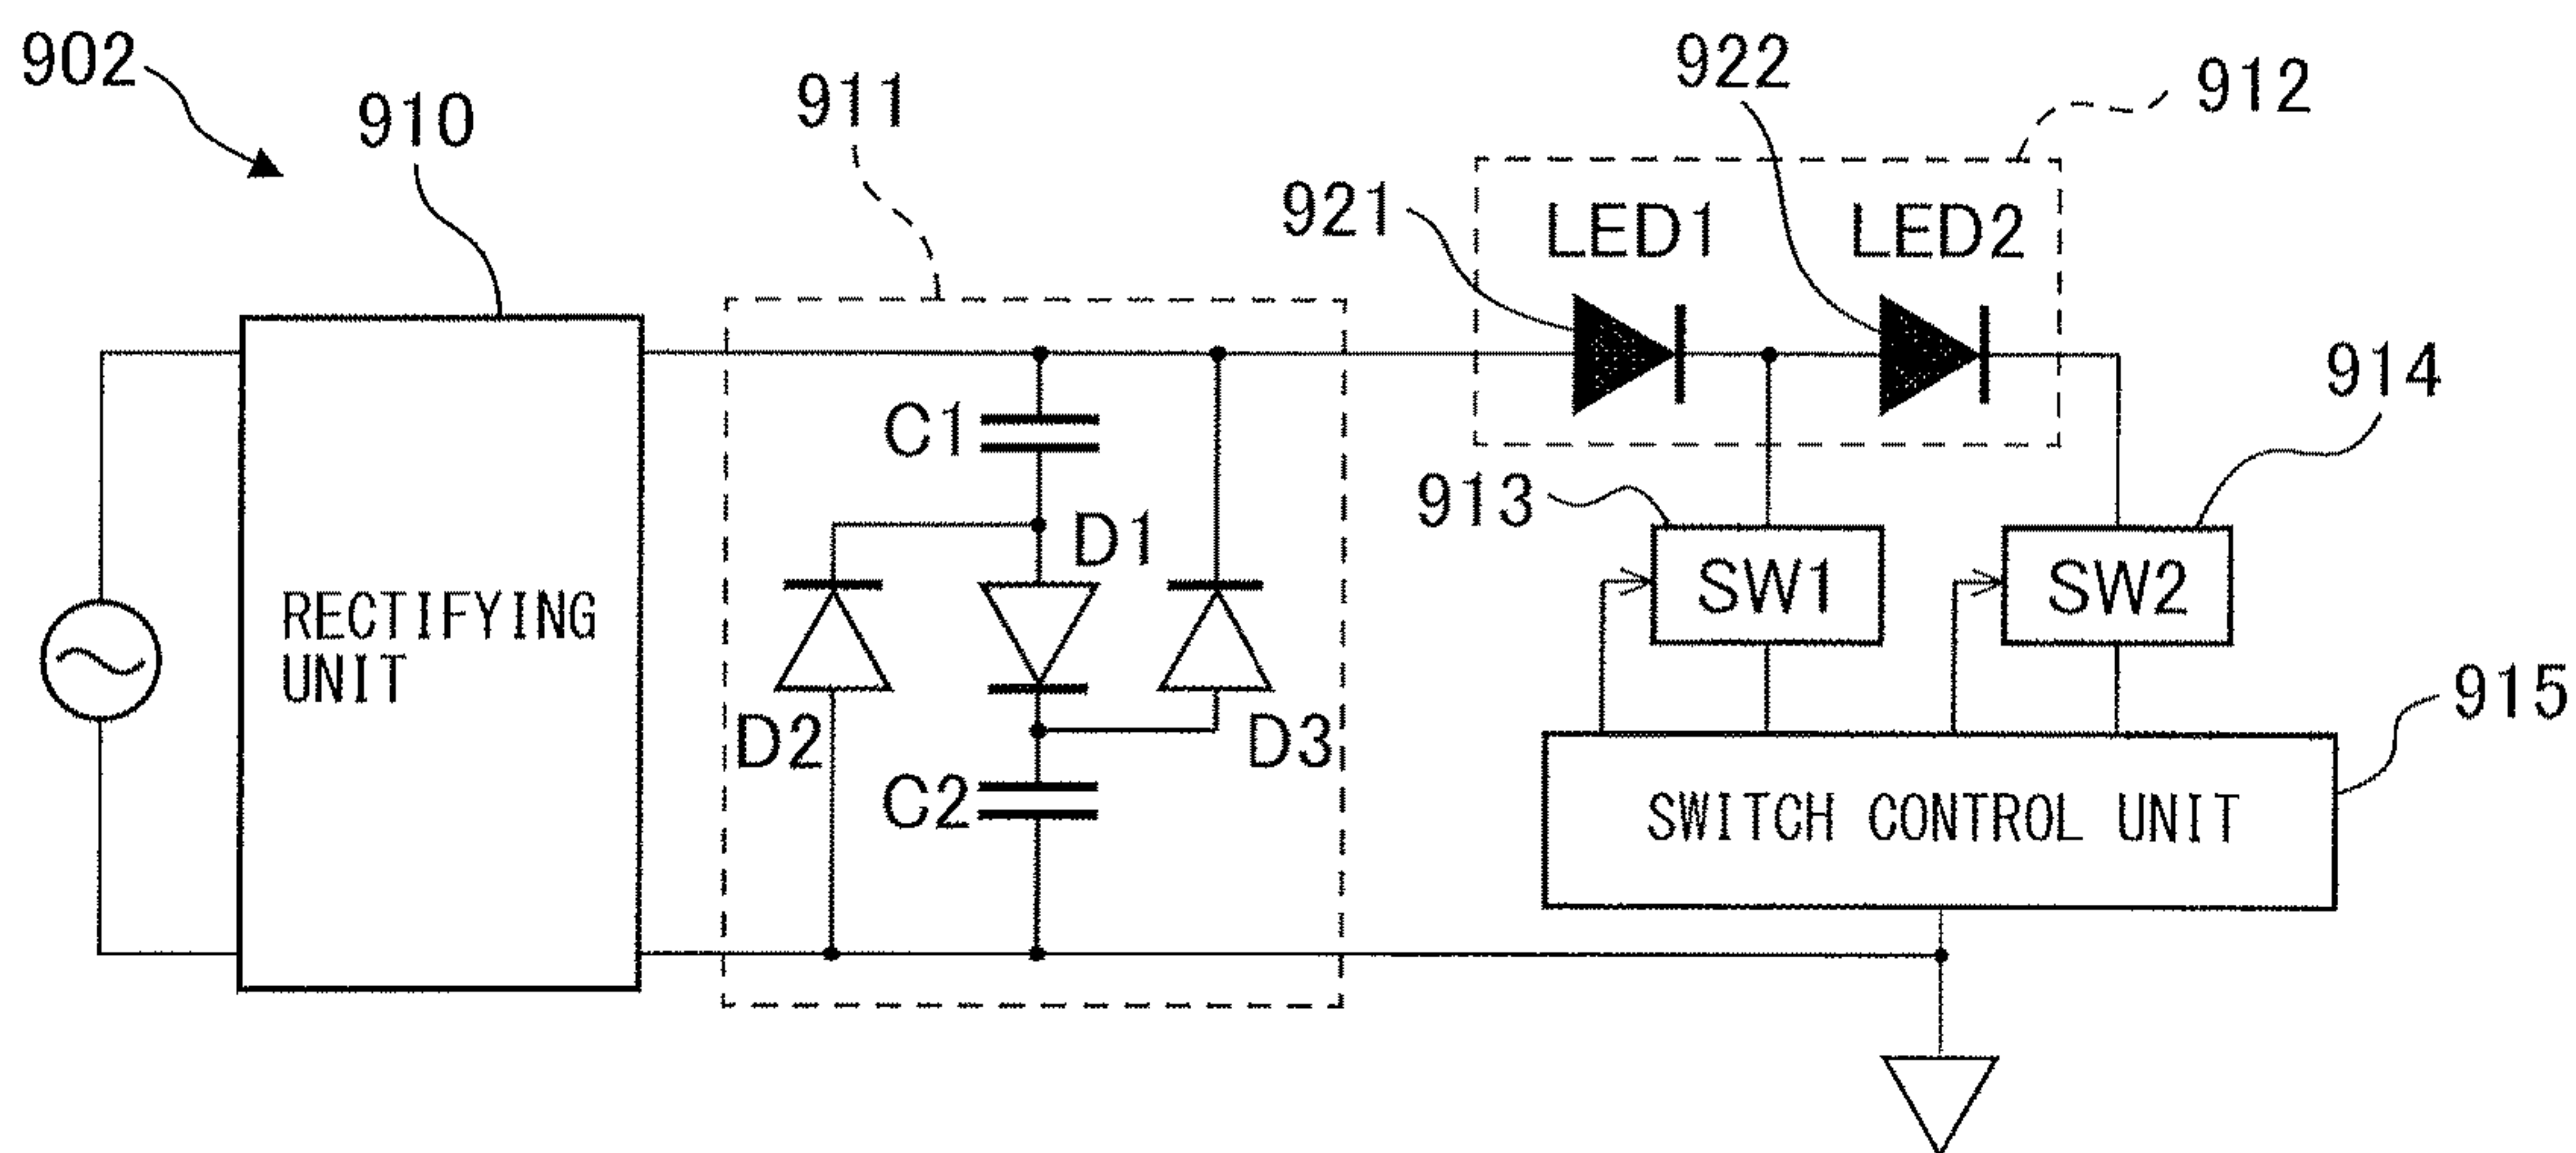 902
910
911
922
912
921
LED1
LED2
914
C1
913
D1
SW1
SW2
RECTIFYING
UNIT
915
D2
D3
C2
SWITCH CONTROL UNIT